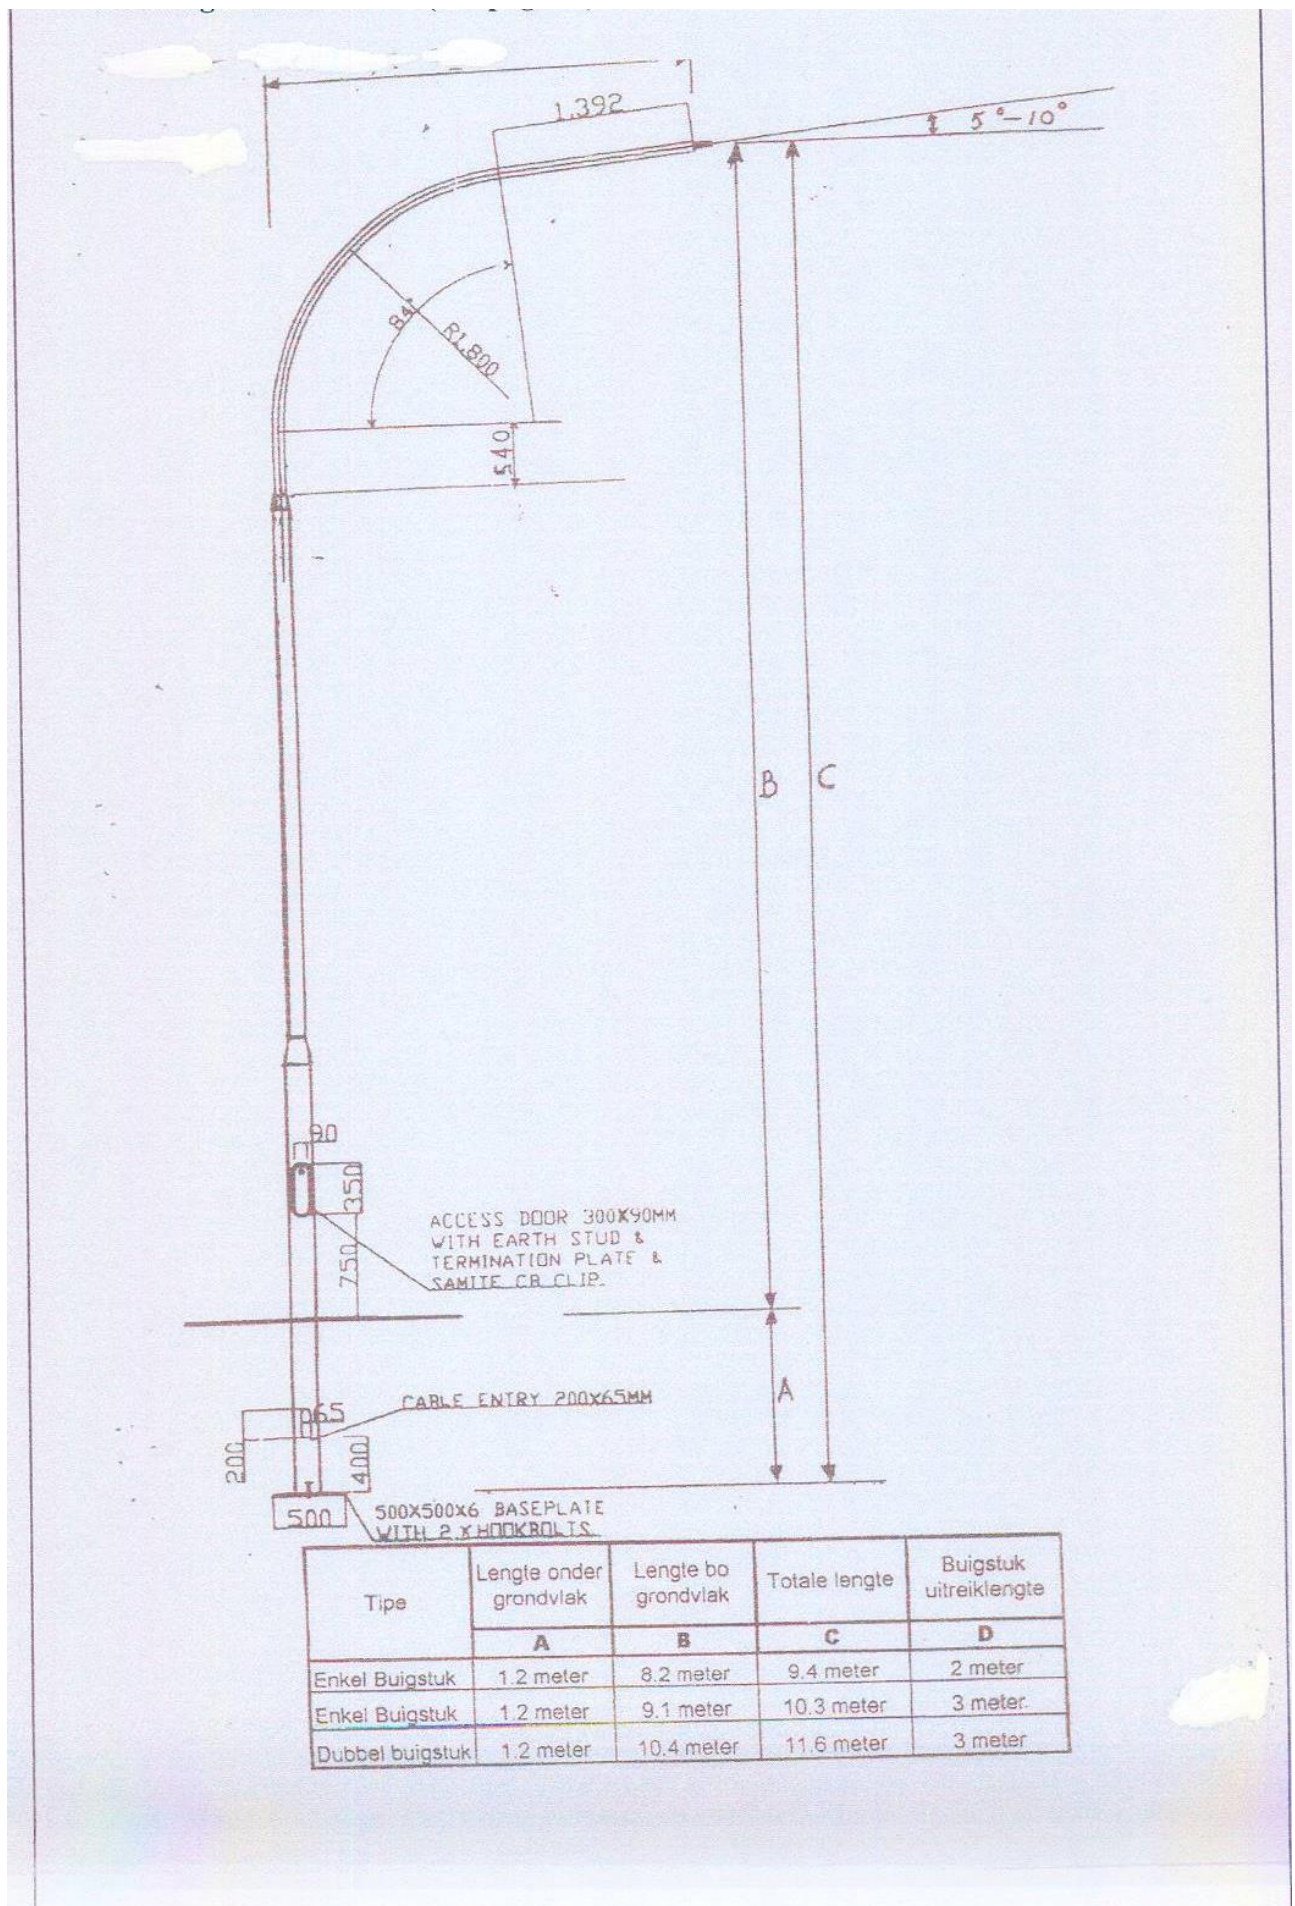 1.392
5°-10°
84°
R1.800
540
B
C
90
350
750
ACCESS DOOR 300X90MM
WITH EARTH STUD &
TERMINATION PLATE &
SAMITE CB CLIP.
A
CABLE ENTRY 200X65MM
65
200
400
500
500X500X6 BASEPLATE
WITH 2 X HOOKBOLTS
Tipe Lengte onder grondvlak Lengte bo grondvlak Totale lengte Buigstuk uitreiklengte
A B C D
Enkel Buigstuk 1.2 meter 8.2 meter 9.4 meter 2 meter
Enkel Buigstuk 1.2 meter 9.1 meter 10.3 meter 3 meter.
Dubbel buigstuk 1.2 meter 10.4 meter 11.6 meter 3 meter